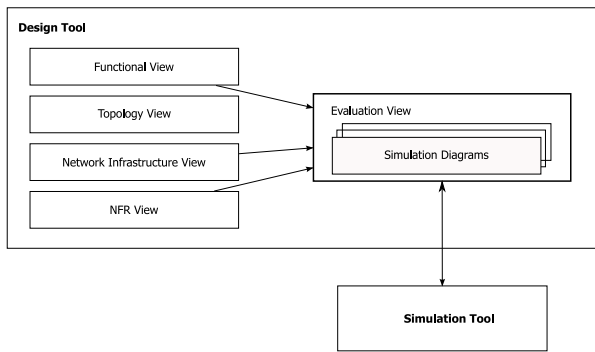 Design Tool
Functional View
Topology View
Network Infrastructure View
NFR View
Evaluation View
Simulation Diagrams
Simulation Tool